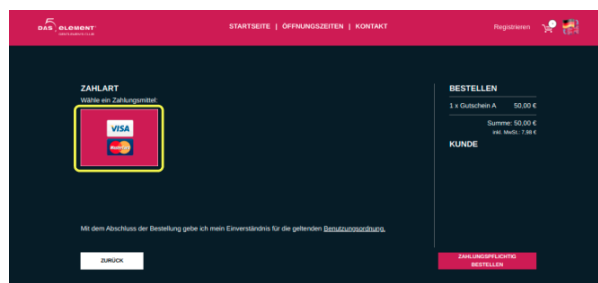 DAS ELEMENT
STARTSEITE | ÖFFNUNGSZEITEN | KONTAKT
Registrieren
ZAHLART
Wähle ein Zahlungsmittel:
VISA
MasterCard
Mit dem Abschluss der Bestellung gebe ich mein Einverständnis für die geltenden Benutzungsordnung.
ZURÜCK
BESTELLEN
1 x Gutschein A 50,00 €
Summe: 50,00 €
inkl. MwSt.: 7,98 €
KUNDE
ZAHLUNGSPFLICHTIG
BESTELLEN